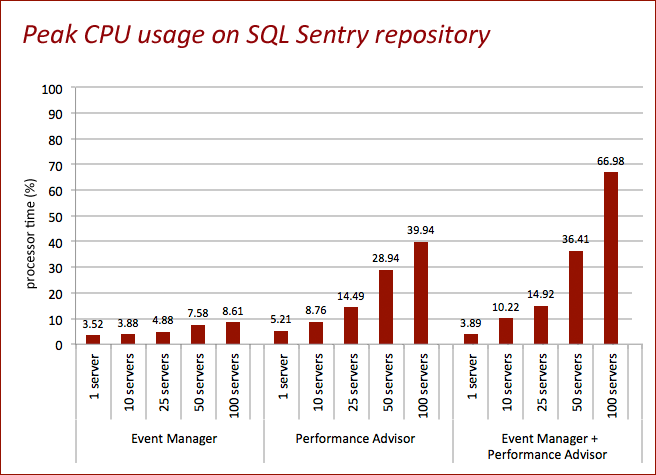 Peak CPU usage on SQL Sentry repository
processor time (%)
100
90
80
70
60
50
40
30
20
10
0
3.52
3.88
4.88
7.58
8.61
5.21
8.76
14.49
28.94
39.94
3.89
10.22
14.92
36.41
66.98
1 server
10 servers
25 servers
50 servers
100 servers
1 server
10 servers
25 servers
50 servers
100 servers
1 server
10 servers
25 servers
50 servers
100 servers
Event Manager
Performance Advisor
Event Manager +
Performance Advisor